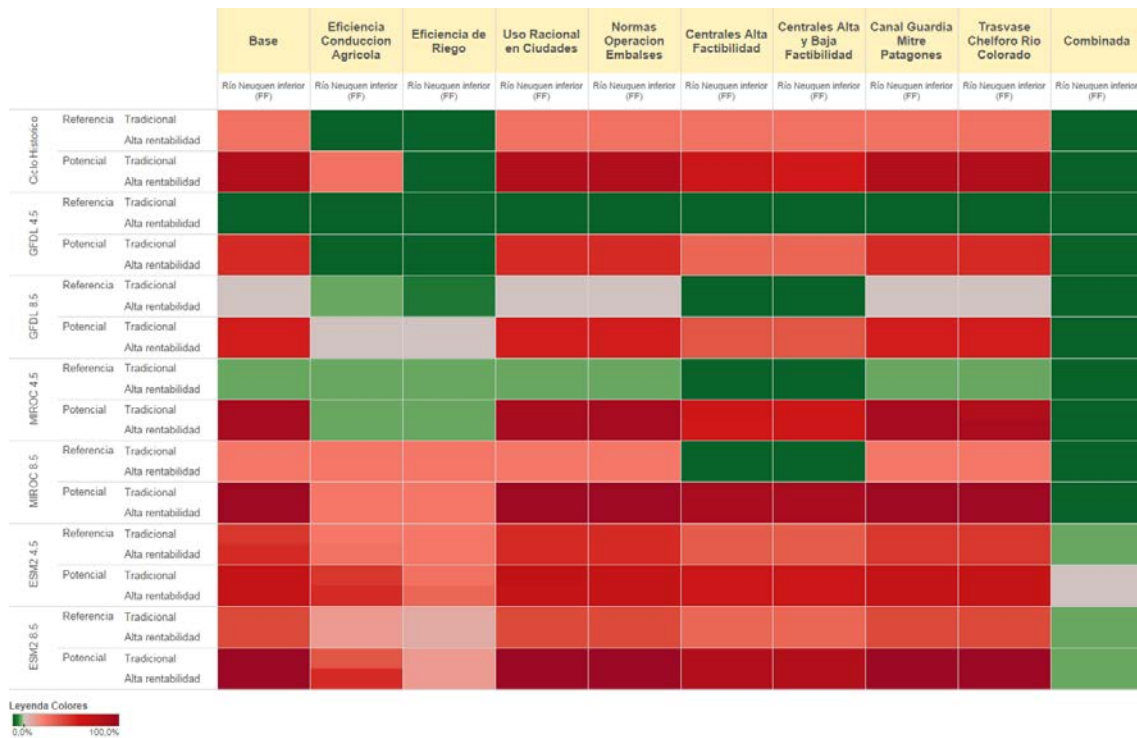 Base
Eficiencia Conduccion Agricola
Eficiencia de Riego
Uso Racional en Ciudades
Normas Operacion Embalses
Centrales Alta Factibilidad
Centrales Alta y Baja Factibilidad
Canal Guardia Mitre Patagones
Trasvase Chelforo Rio Colorado
Combinada
Río Neuquen inferior (FF)
Río Neuquen inferior (FF)
Río Neuquen inferior (FF)
Río Neuquen inferior (FF)
Río Neuquen inferior (FF)
Río Neuquen inferior (FF)
Río Neuquen inferior (FF)
Río Neuquen inferior (FF)
Río Neuquen inferior (FF)
Río Neuquen inferior (FF)
Ciclo Historico
Referencia Tradicional
Alta rentabilidad
Potencial Tradicional
Alta rentabilidad
GFDL 4.5
Referencia Tradicional
Alta rentabilidad
Potencial Tradicional
Alta rentabilidad
GFDL 8.5
Referencia Tradicional
Alta rentabilidad
Potencial Tradicional
Alta rentabilidad
MIROC 4.5
Referencia Tradicional
Alta rentabilidad
Potencial Tradicional
Alta rentabilidad
MIROC 8.5
Referencia Tradicional
Alta rentabilidad
Potencial Tradicional
Alta rentabilidad
ESM2 4.5
Referencia Tradicional
Alta rentabilidad
Potencial Tradicional
Alta rentabilidad
ESM2 8.5
Referencia Tradicional
Alta rentabilidad
Potencial Tradicional
Alta rentabilidad
Leyenda Colores
0,0% 100,0%